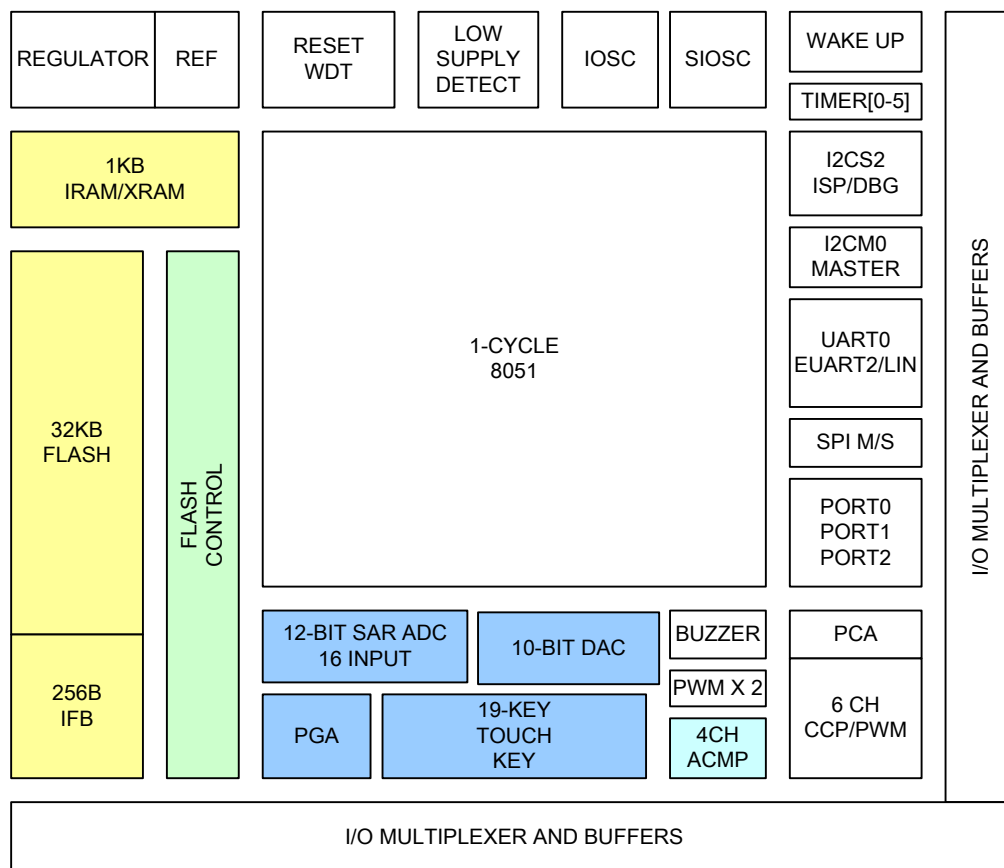 REGULATOR
REF
RESET
WDT
LOW
SUPPLY
DETECT
IOSC
SIOSC
WAKE UP
TIMER[0-5]
1KB
IRAM/XRAM
I2CS2
ISP/DBG
I2CM0
MASTER
1-CYCLE
8051
UART0
EUART2/LIN
32KB
FLASH
FLASH
CONTROL
SPI M/S
PORT0
PORT1
PORT2
I/O MULTIPLEXER AND BUFFERS
12-BIT SAR ADC
16 INPUT
10-BIT DAC
BUZZER
PCA
256B
IFB
PGA
19-KEY
TOUCH
KEY
PWM X 2
4CH
ACMP
6 CH
CCP/PWM
I/O MULTIPLEXER AND BUFFERS